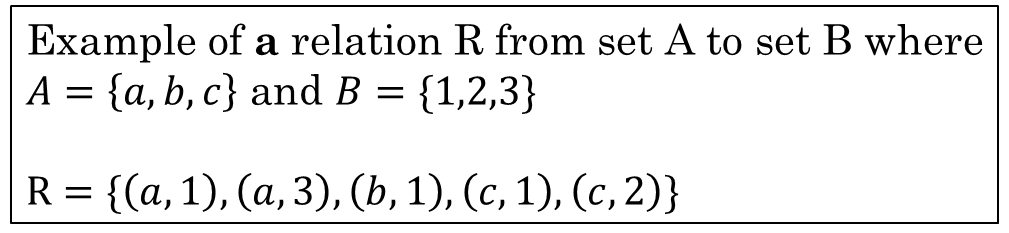 Example of a relation R from set A to set B where
A = {a, b, c} and B = {1,2,3}
R = {(a, 1), (a, 3), (b, 1), (c, 1), (c, 2)}